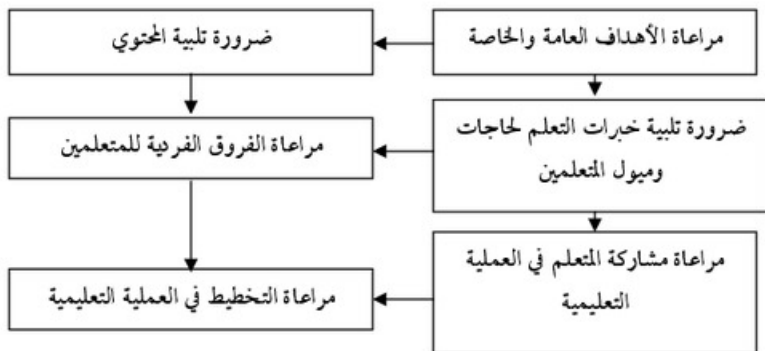 مراعاة الأهداف العامة والخاصة
ضرورة تلبية المحتوي
ضرورة تلبية خبرات التعلم لحاجات
وميول المتعلمين
مراعاة الفروق الفردية للمتعلمين
مراعاة مشاركة المتعلم في العملية
التعليمية
مراعاة التخطيط في العملية التعليمية